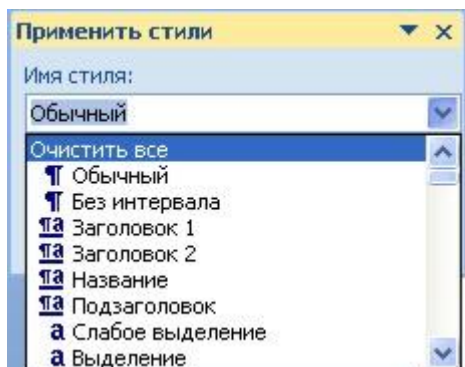 Применить стили
Имя стиля:
Обычный
Очистить все
¶ Обычный
¶ Без интервала
¶a Заголовок 1
¶a Заголовок 2
¶a Название
¶a Подзаголовок
a Слабое выделение
a Выделение